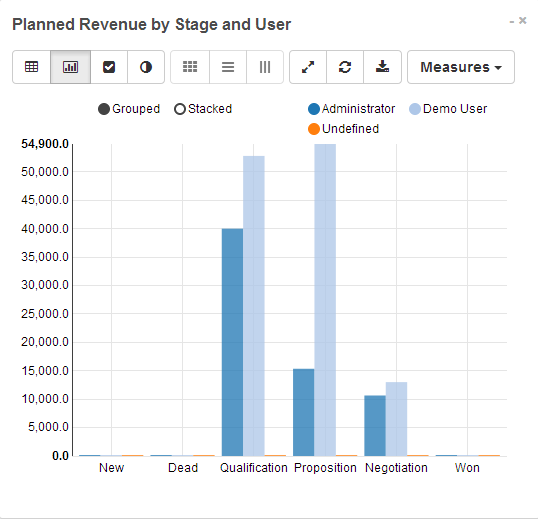 Planned Revenue by Stage and User
Measures
Grouped Stacked
Administrator Demo User
Undefined
54,900.0
50,000.0
45,000.0
40,000.0
35,000.0
30,000.0
25,000.0
20,000.0
15,000.0
10,000.0
5,000.0
0.0
New Dead Qualification Proposition Negotiation Won